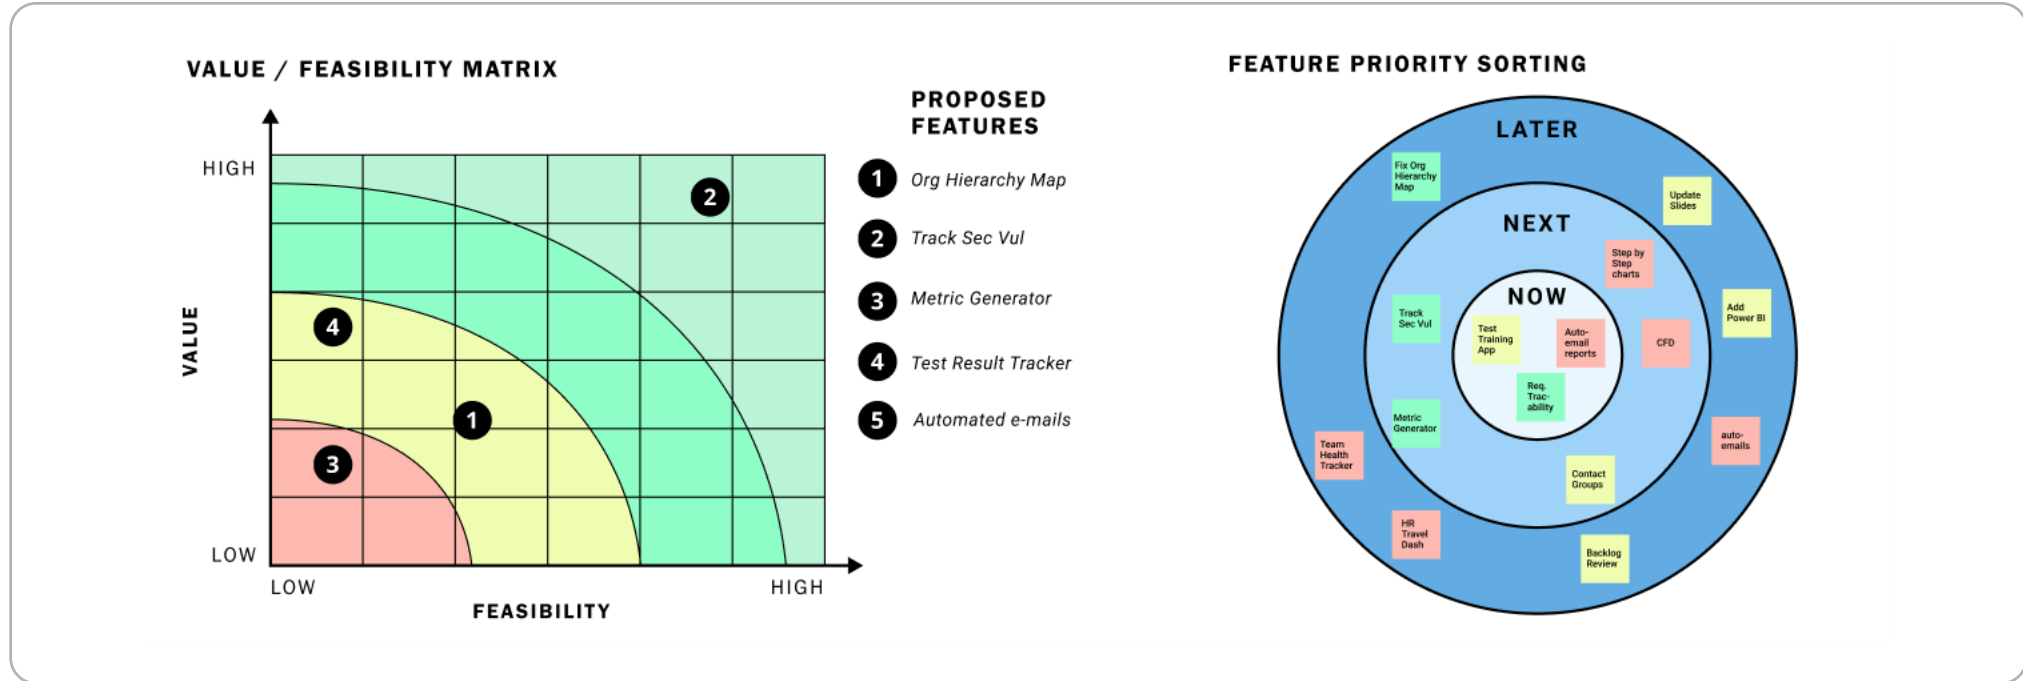 VALUE / FEASIBILITY MATRIX
HIGH
VALUE
LOW
LOW
HIGH
FEASIBILITY
2
4
1
3
PROPOSED
FEATURES
1 Org Hierarchy Map
2 Track Sec Vul
3 Metric Generator
4 Test Result Tracker
5 Automated e-mails
FEATURE PRIORITY SORTING
LATER
Fix Org
Hierarchy
Map
Update
Slides
NEXT
Step by
Step
charts
NOW
Track
Sec Vul
Test
Training
App
Auto-
email
reports
CFD
Add
Power BI
Req.
Trac-
ability
Metric
Generator
Team
Health
Tracker
auto-
emails
Contact
Groups
HR
Travel
Dash
Backlog
Review